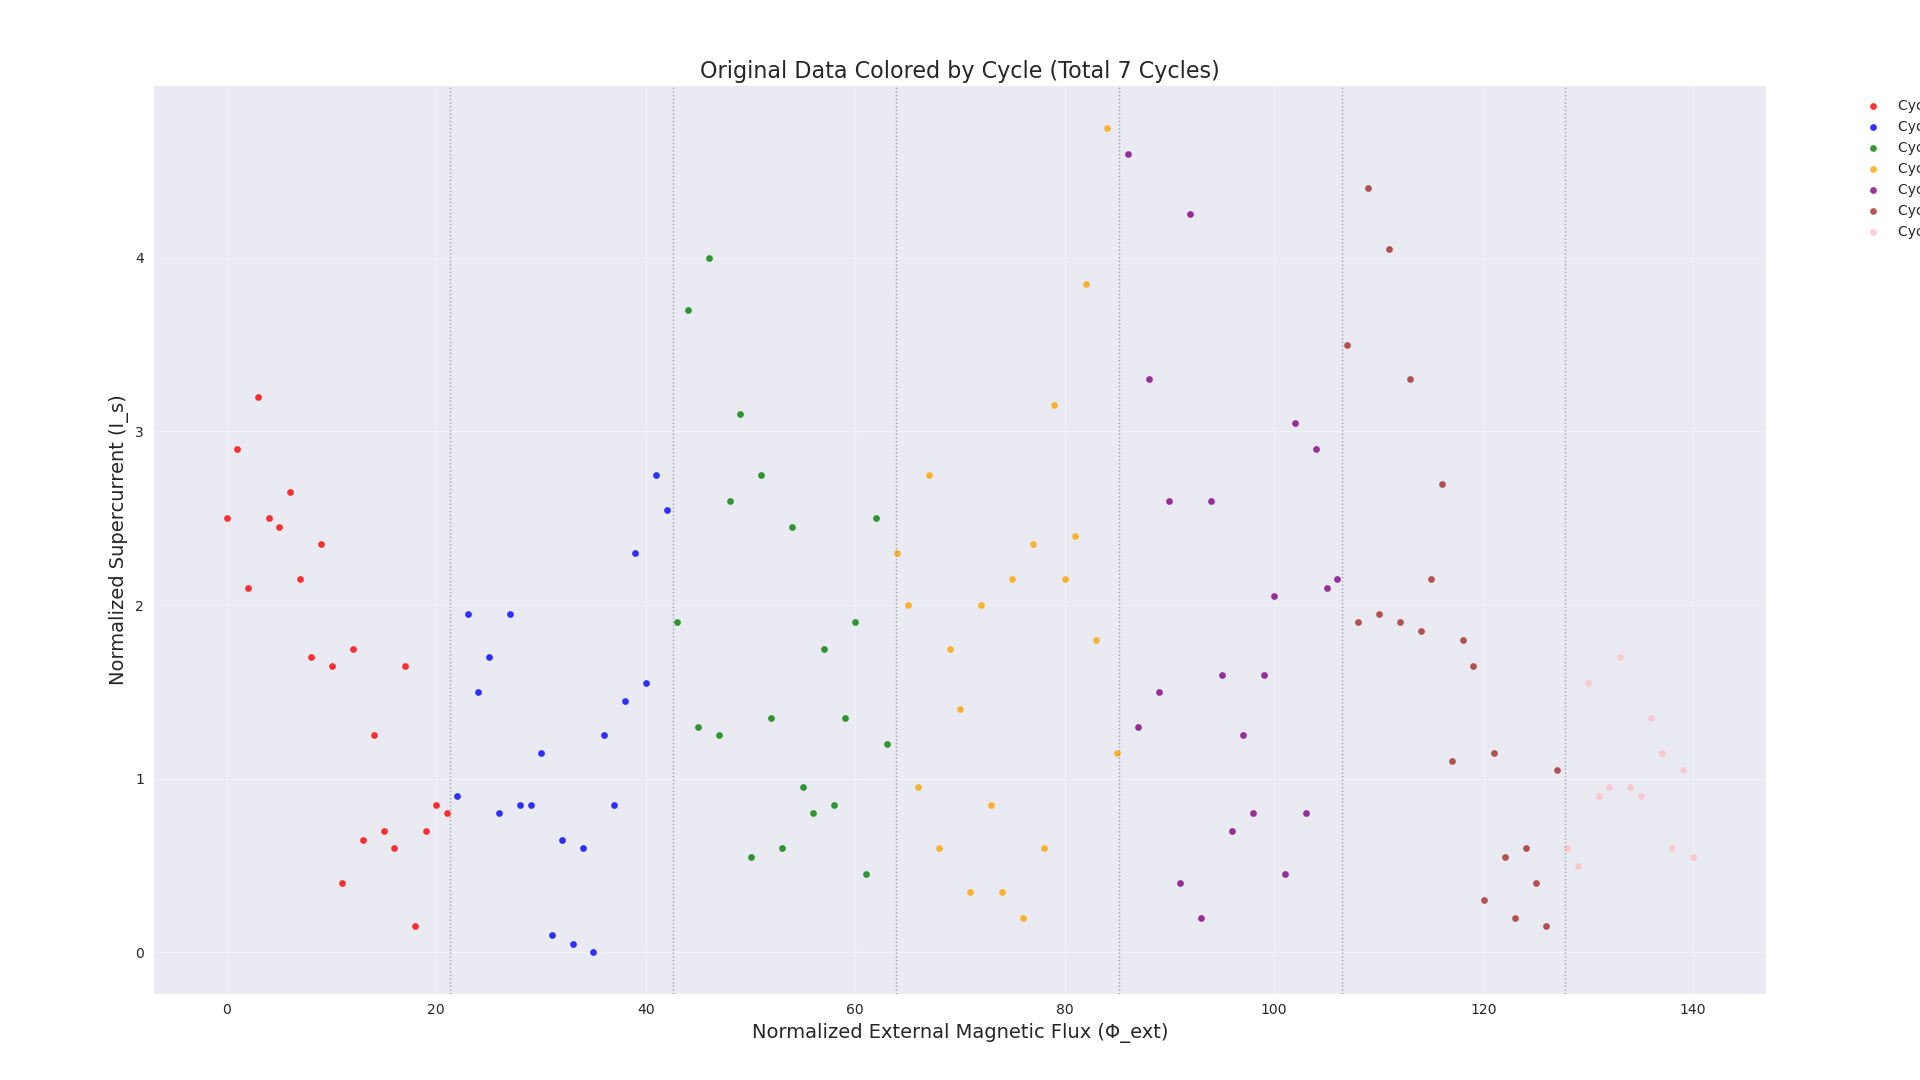 Original Data Colored by Cycle (Total 7 Cycles)
Cyc
Cyc
Cyc
Cyc
Cyc
Cyc
Cyc
4
3
2
1
0
Normalized Supercurrent (I_s)
0 20 40 60 80 100 120 140
Normalized External Magnetic Flux (Φ_ext)